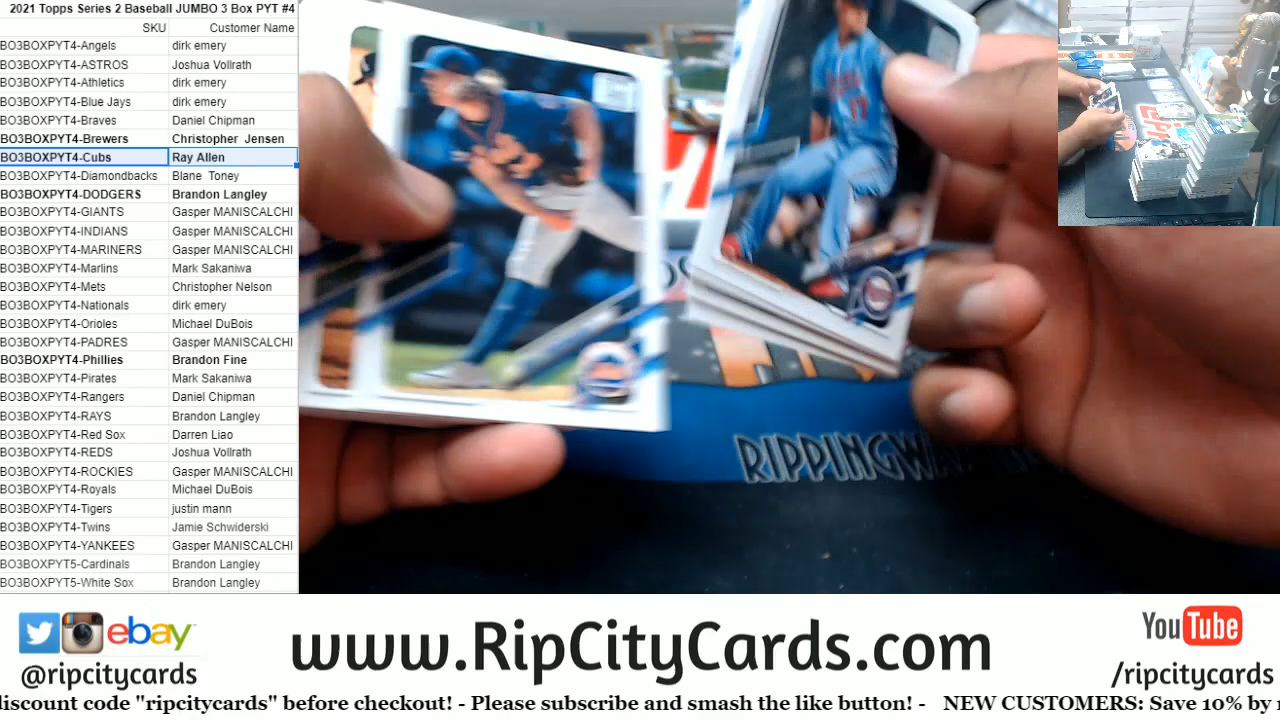 2021 Topps Series 2 Baseball JUMBO 3 Box PYT #4
SKU Customer Name
BO3BOXPYT4-Angels dirk emery
BO3BOXPYT4-ASTROS Joshua Vollrath
BO3BOXPYT4-Athletics dirk emery
BO3BOXPYT4-Blue Jays dirk emery
BO3BOXPYT4-Braves Daniel Chipman
BO3BOXPYT4-Brewers Christopher Jensen
BO3BOXPYT4-Cubs Ray Allen
BO3BOXPYT4-Diamondbacks Blane Toney
BO3BOXPYT4-DODGERS Brandon Langley
BO3BOXPYT4-GIANTS Gasper MANISCALCHI
BO3BOXPYT4-INDIANS Gasper MANISCALCHI
BO3BOXPYT4-MARINERS Gasper MANISCALCHI
BO3BOXPYT4-Marlins Mark Sakaniwa
BO3BOXPYT4-Mets Christopher Nelson
BO3BOXPYT4-Nationals dirk emery
BO3BOXPYT4-Orioles Michael DuBois
BO3BOXPYT4-PADRES Gasper MANISCALCHI
BO3BOXPYT4-Phillies Brandon Fine
BO3BOXPYT4-Pirates Mark Sakaniwa
BO3BOXPYT4-Rangers Daniel Chipman
BO3BOXPYT4-RAYS Brandon Langley
BO3BOXPYT4-Red Sox Darren Liao
BO3BOXPYT4-REDS Joshua Vollrath
BO3BOXPYT4-ROCKIES Gasper MANISCALCHI
BO3BOXPYT4-Royals Michael DuBois
BO3BOXPYT4-Tigers justin mann
BO3BOXPYT4-Twins Jamie Schwiderski
BO3BOXPYT4-YANKEES Gasper MANISCALCHI
BO3BOXPYT5-Cardinals Brandon Langley
BO3BOXPYT5-White Sox Brandon Langley
RIPPINGW
ebay
@ripcitycards
www.RipCityCards.com
YouTube
/ripcitycards
discount code "ripcitycards" before checkout! - Please subscribe and smash the like button! - NEW CUSTOMERS: Save 10% by